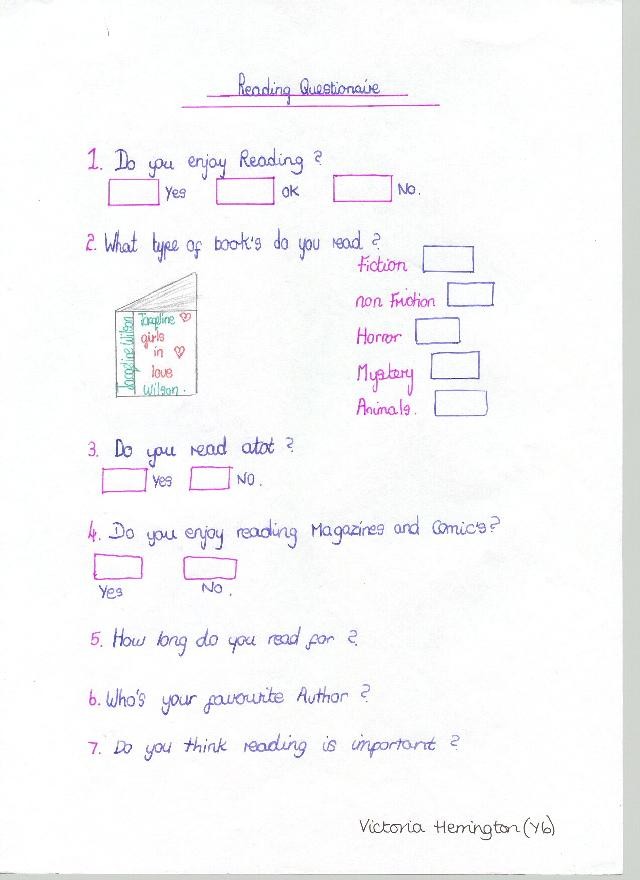 Reading Questionaire
1. Do you enjoy Reading?
Yes OK No.
2. What type of book's do you read?
Fiction
non Friction
Horror
Mystery
Animals.
Jacqeline Wilson
Jacqeline
girls
in
love
Wilson.
3. Do you read atot?
Yes NO.
4. Do you enjoy reading Magazines and Comic's?
Yes No.
5. How long do you read for?
6. Who's your favourite Author?
7. Do you think reading is important?
Victoria Herrington (Y6)